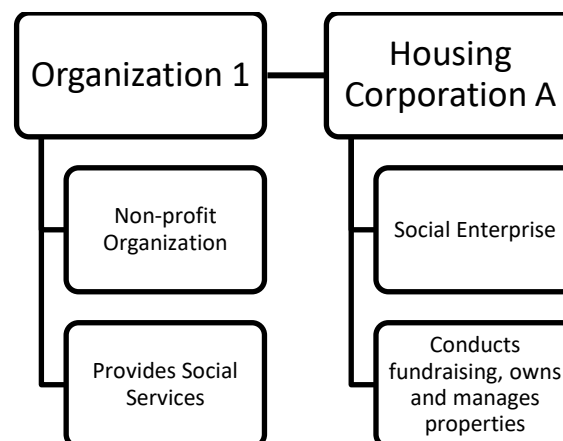 Organization 1
Housing
Corporation A
Non-profit
Organization
Social Enterprise
Provides Social
Services
Conducts
fundraising, owns
and manages
properties